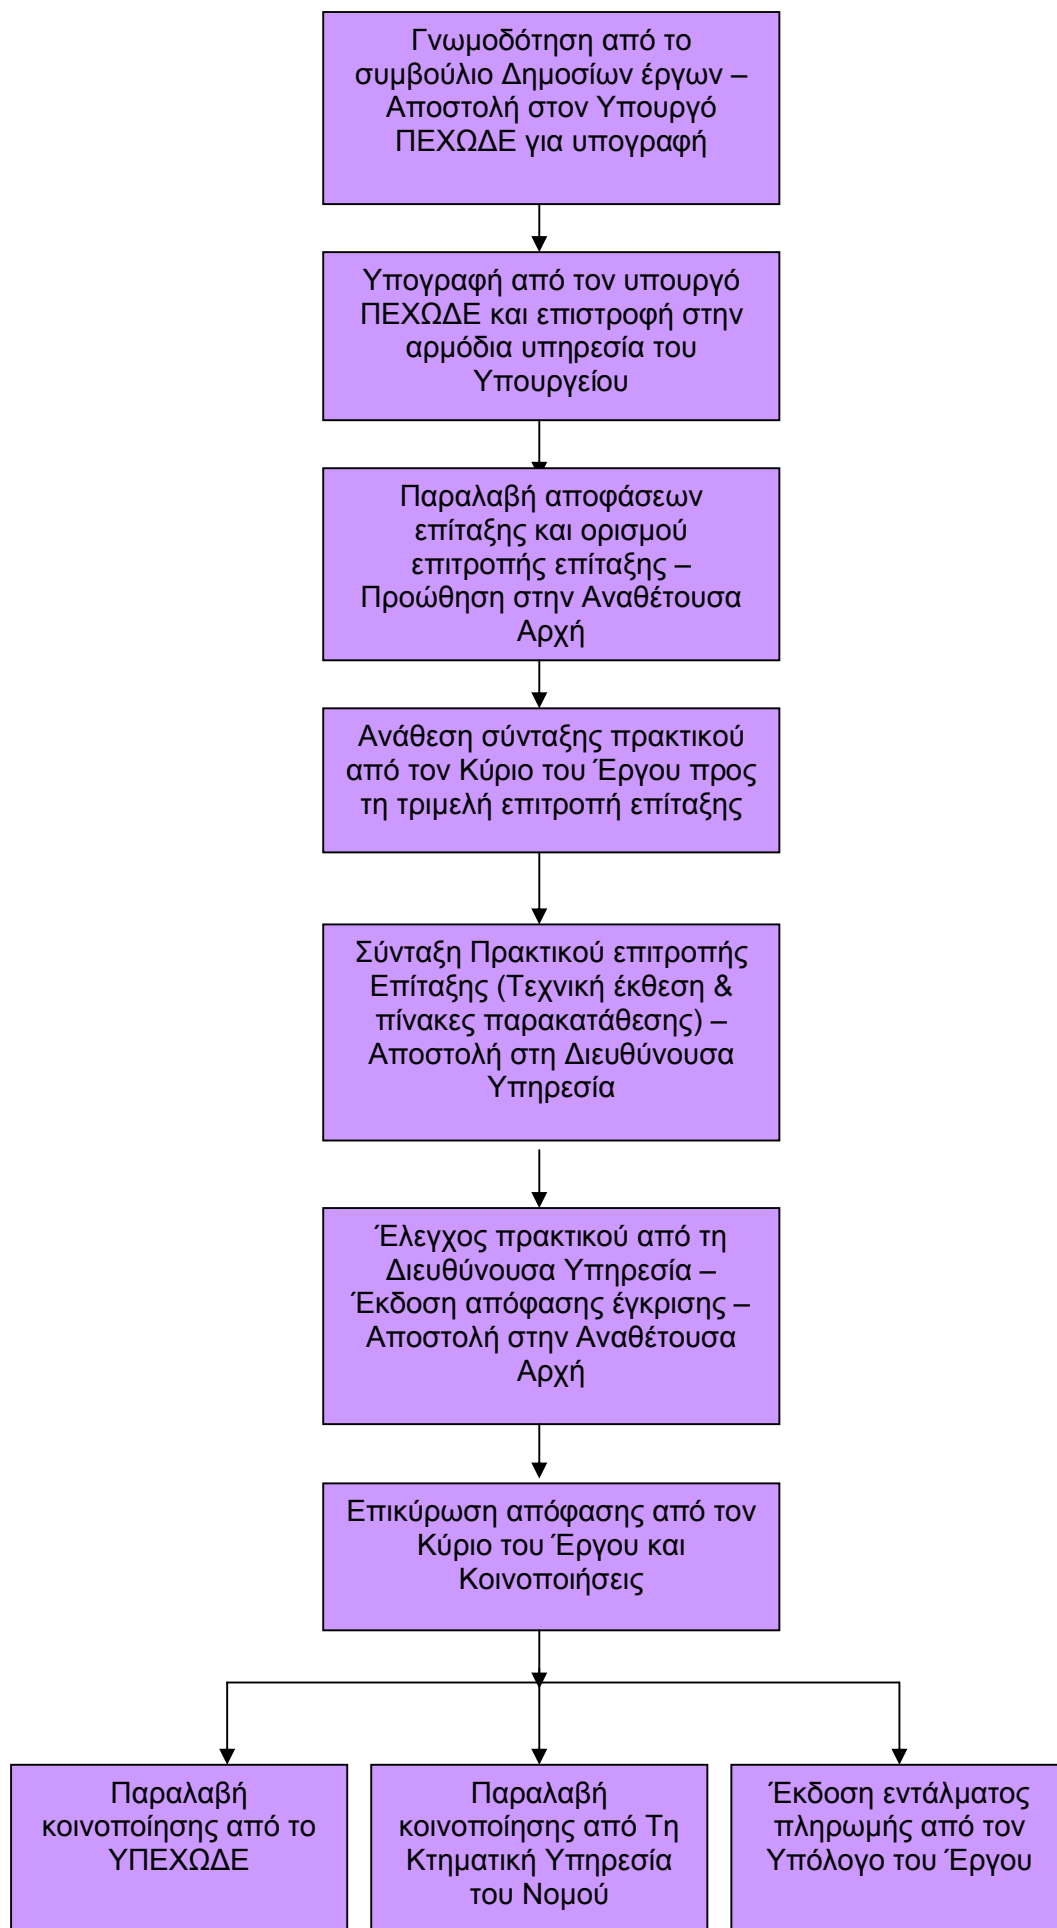 Γνωμοδότηση από το
συμβούλιο Δημοσίων έργων –
Αποστολή στον Υπουργό
ΠΕΧΩΔΕ για υπογραφή
Υπογραφή από τον υπουργό
ΠΕΧΩΔΕ και επιστροφή στην
αρμόδια υπηρεσία του
Υπουργείου
Παραλαβή αποφάσεων
επίταξης και ορισμού
επιτροπής επίταξης –
Προώθηση στην Αναθέτουσα
Αρχή
Ανάθεση σύνταξης πρακτικού
από τον Κύριο του Έργου προς
τη τριμελή επιτροπή επίταξης
Σύνταξη Πρακτικού επιτροπής
Επίταξης (Τεχνική έκθεση &
πίνακες παρακατάθεσης) –
Αποστολή στη Διευθύνουσα
Υπηρεσία
Έλεγχος πρακτικού από τη
Διευθύνουσα Υπηρεσία –
Έκδοση απόφασης έγκρισης –
Αποστολή στην Αναθέτουσα
Αρχή
Επικύρωση απόφασης από τον
Κύριο του Έργου και
Κοινοποιήσεις
Παραλαβή
κοινοποίησης από το
ΥΠΕΧΩΔΕ
Παραλαβή
κοινοποίησης από Τη
Κτηματική Υπηρεσία
του Νομού
Έκδοση εντάλματος
πληρωμής από τον
Υπόλογο του Έργου